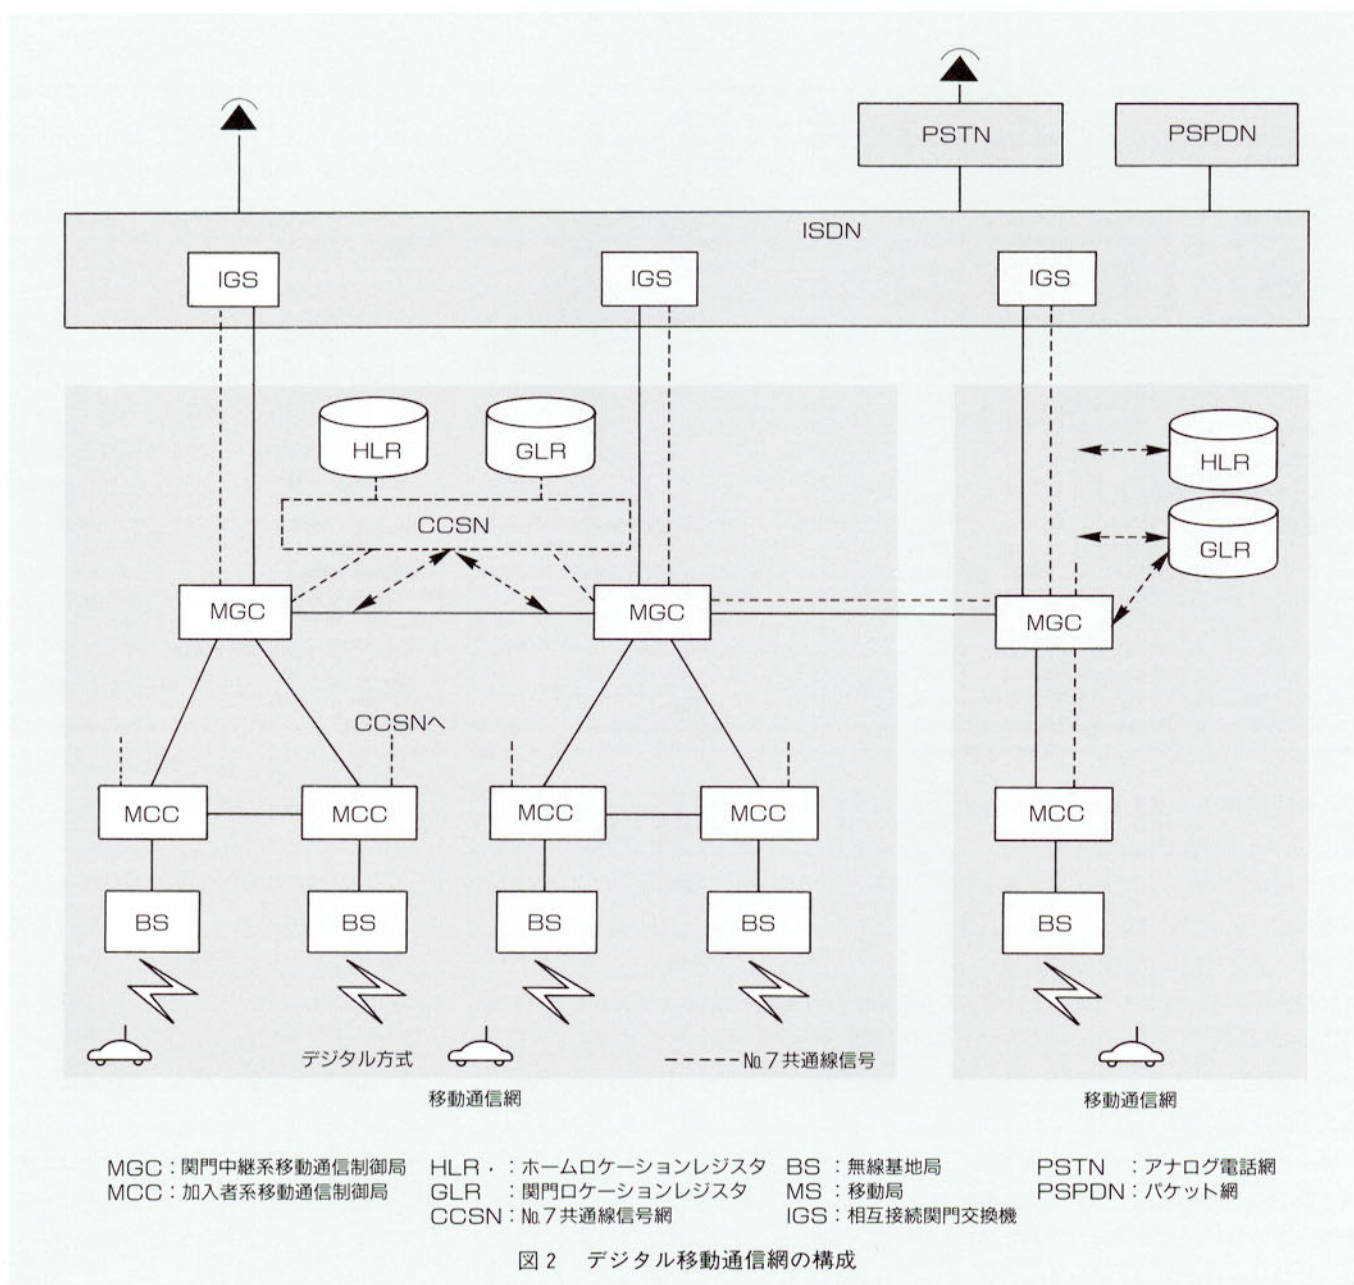 PSTN
PSPDN
ISDN
IGS
IGS
IGS
HLR
GLR
HLR
CCSN
GLR
MGC
MGC
MGC
CCSNへ
MCC
MCC
MCC
MCC
MCC
BS
BS
BS
BS
BS
デジタル方式
№7共通線信号
移動通信網
移動通信網
MGC：関門中継系移動通信制御局
HLR ・：ホームロケーションレジスタ
BS：無線基地局
PSTN：アナログ電話網
MCC：加入者系移動通信制御局
GLR：関門ロケーションレジスタ
MS：移動局
PSPDN：パケット網
CCSN：№7共通線信号網
IGS：相互接続関門交換機
図2 デジタル移動通信網の構成